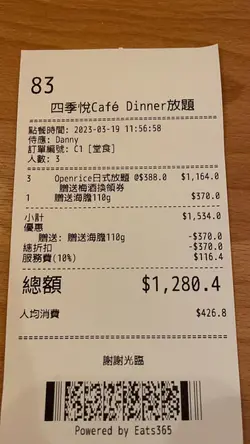 83
四季悅Café Dinner放題
點餐時間: 2023-03-19 11:56:58
侍應: Danny
訂單編號: C1 [堂食]
人數: 3
3 Openrice日式放題 @$388.0 $1,164.0
贈送梅酒換領券
1 贈送海膽110g $370.0
小計 $1,534.0
優惠
贈送: 贈送海膽110g -$370.0
總折扣 -$370.0
服務費(10%) $116.4
總額 $1,280.4
人均消費 $426.8
謝謝光臨
Powered by Eats365